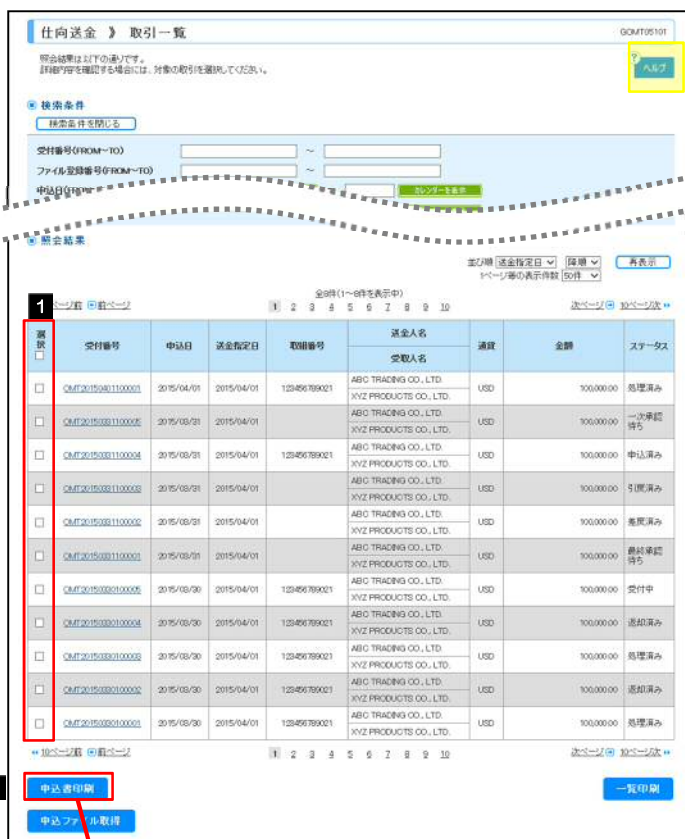 仕向送金 》 取引一覧
GOMT05101
照会結果は以下の通りです。
詳細内容を確認する場合には、対象の取引を選択してください。
? ヘルプ
検索条件
検索条件を閉じる
受付番号(FROM～TO) ～
ファイル登録番号(FROM～TO) ～
申込日(FROM～ カレンダーを表示
照会結果
並び順 送金指定日 降順 再表示
1ページ毎の表示件数 50件
全8件(1～8件を表示中)
1
ページ前 前ページ 1 2 3 4 5 6 7 8 9 10 次ページ 10ページ次
選択 受付番号 申込日 送金指定日 取組番号 送金人名 通貨 金額 ステータス
受取人名
OMT20150401100001 2015/04/01 2015/04/01 123456789021 ABC TRADING CO., LTD. USD 100,000.00 処理済み
XYZ PRODUCTS CO., LTD.
OMT20150331100005 2015/03/31 2015/04/01 ABC TRADING CO., LTD. USD 100,000.00 一次承認待ち
XYZ PRODUCTS CO., LTD.
OMT20150331100004 2015/03/31 2015/04/01 123456789021 ABC TRADING CO., LTD. USD 100,000.00 申込済み
XYZ PRODUCTS CO., LTD.
OMT20150331100003 2015/03/31 2015/04/01 ABC TRADING CO., LTD. USD 100,000.00 引戻済み
XYZ PRODUCTS CO., LTD.
OMT20150331100002 2015/03/31 2015/04/01 ABC TRADING CO., LTD. USD 100,000.00 差戻済み
XYZ PRODUCTS CO., LTD.
OMT20150331100001 2015/03/31 2015/04/01 ABC TRADING CO., LTD. USD 100,000.00 最終承認待ち
XYZ PRODUCTS CO., LTD.
OMT20150330100005 2015/03/30 2015/04/01 123456789021 ABC TRADING CO., LTD. USD 100,000.00 受付中
XYZ PRODUCTS CO., LTD.
OMT20150330100004 2015/03/30 2015/04/01 123456789021 ABC TRADING CO., LTD. USD 100,000.00 返却済み
XYZ PRODUCTS CO., LTD.
OMT20150330100003 2015/03/30 2015/04/01 123456789021 ABC TRADING CO., LTD. USD 100,000.00 処理済み
XYZ PRODUCTS CO., LTD.
OMT20150330100002 2015/03/30 2015/04/01 123456789021 ABC TRADING CO., LTD. USD 100,000.00 返却済み
XYZ PRODUCTS CO., LTD.
OMT20150330100001 2015/03/30 2015/04/01 123456789021 ABC TRADING CO., LTD. USD 100,000.00 処理済み
XYZ PRODUCTS CO., LTD.
10ページ前 前ページ 1 2 3 4 5 6 7 8 9 10 次ページ 10ページ次
申込書印刷 一覧印刷
申込ファイル取得